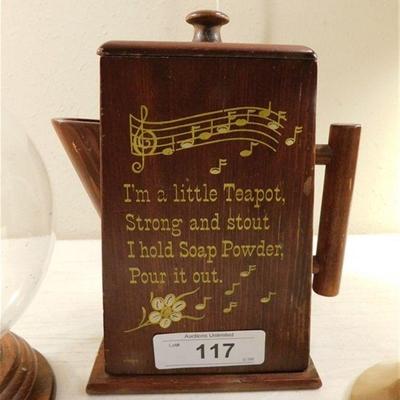 I'm a little Teapot,
Strong and stout
I hold Soap Powder,
Pour it out.
Auctions Unlimited
Lot#
117